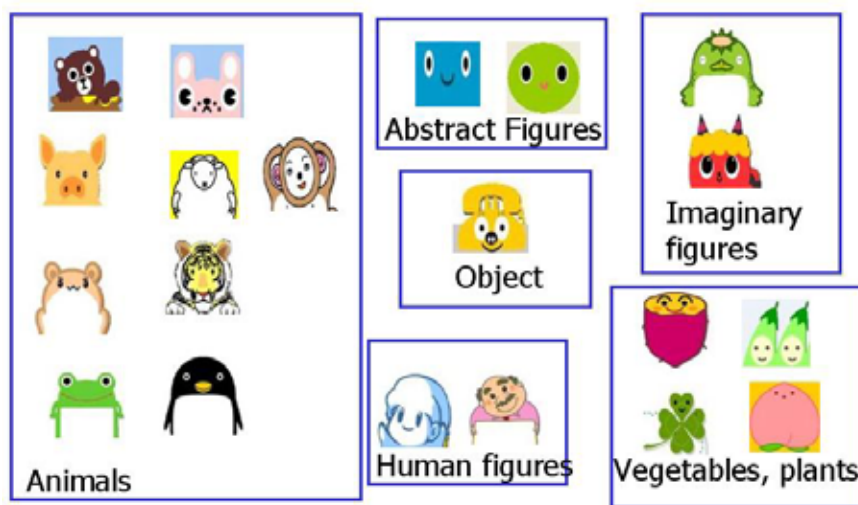 Abstract Figures
Imaginary
figures
Object
Animals
Human figures
Vegetables, plants